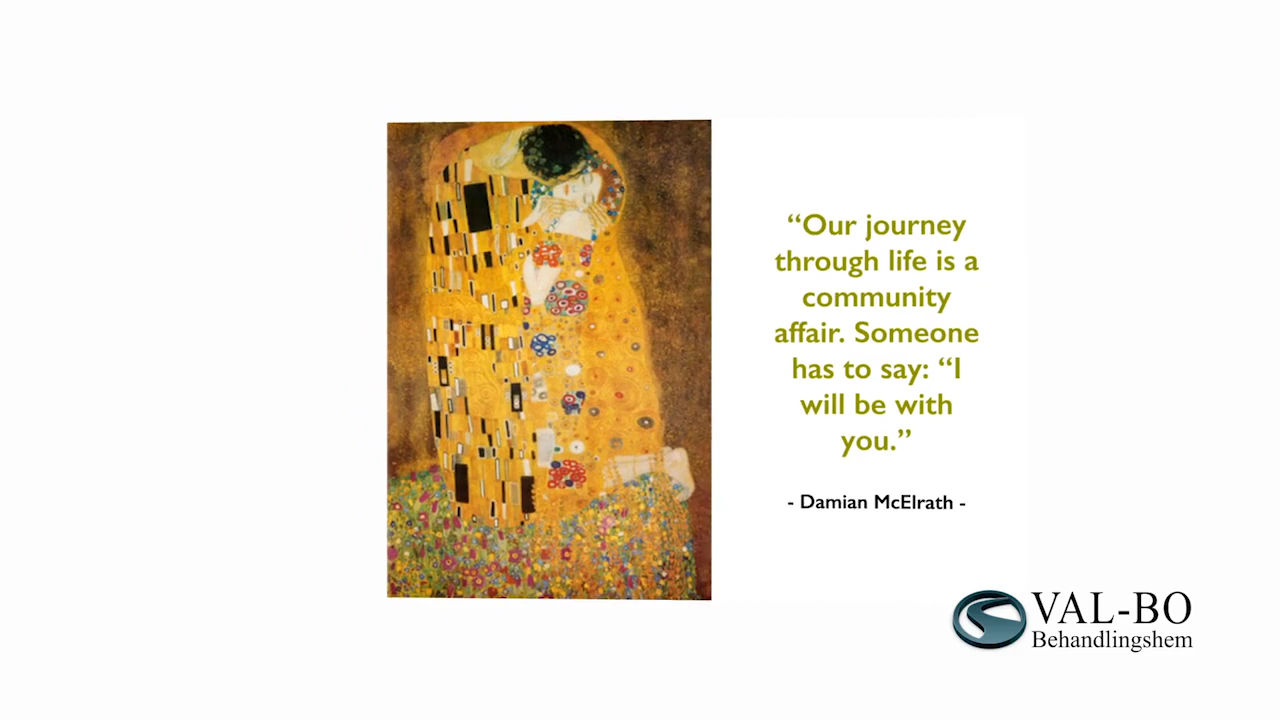 “Our journey
through life is a
community
affair. Someone
has to say: “I
will be with
you.”
- Damian McElrath -
VAL-BO
Behandlingshem